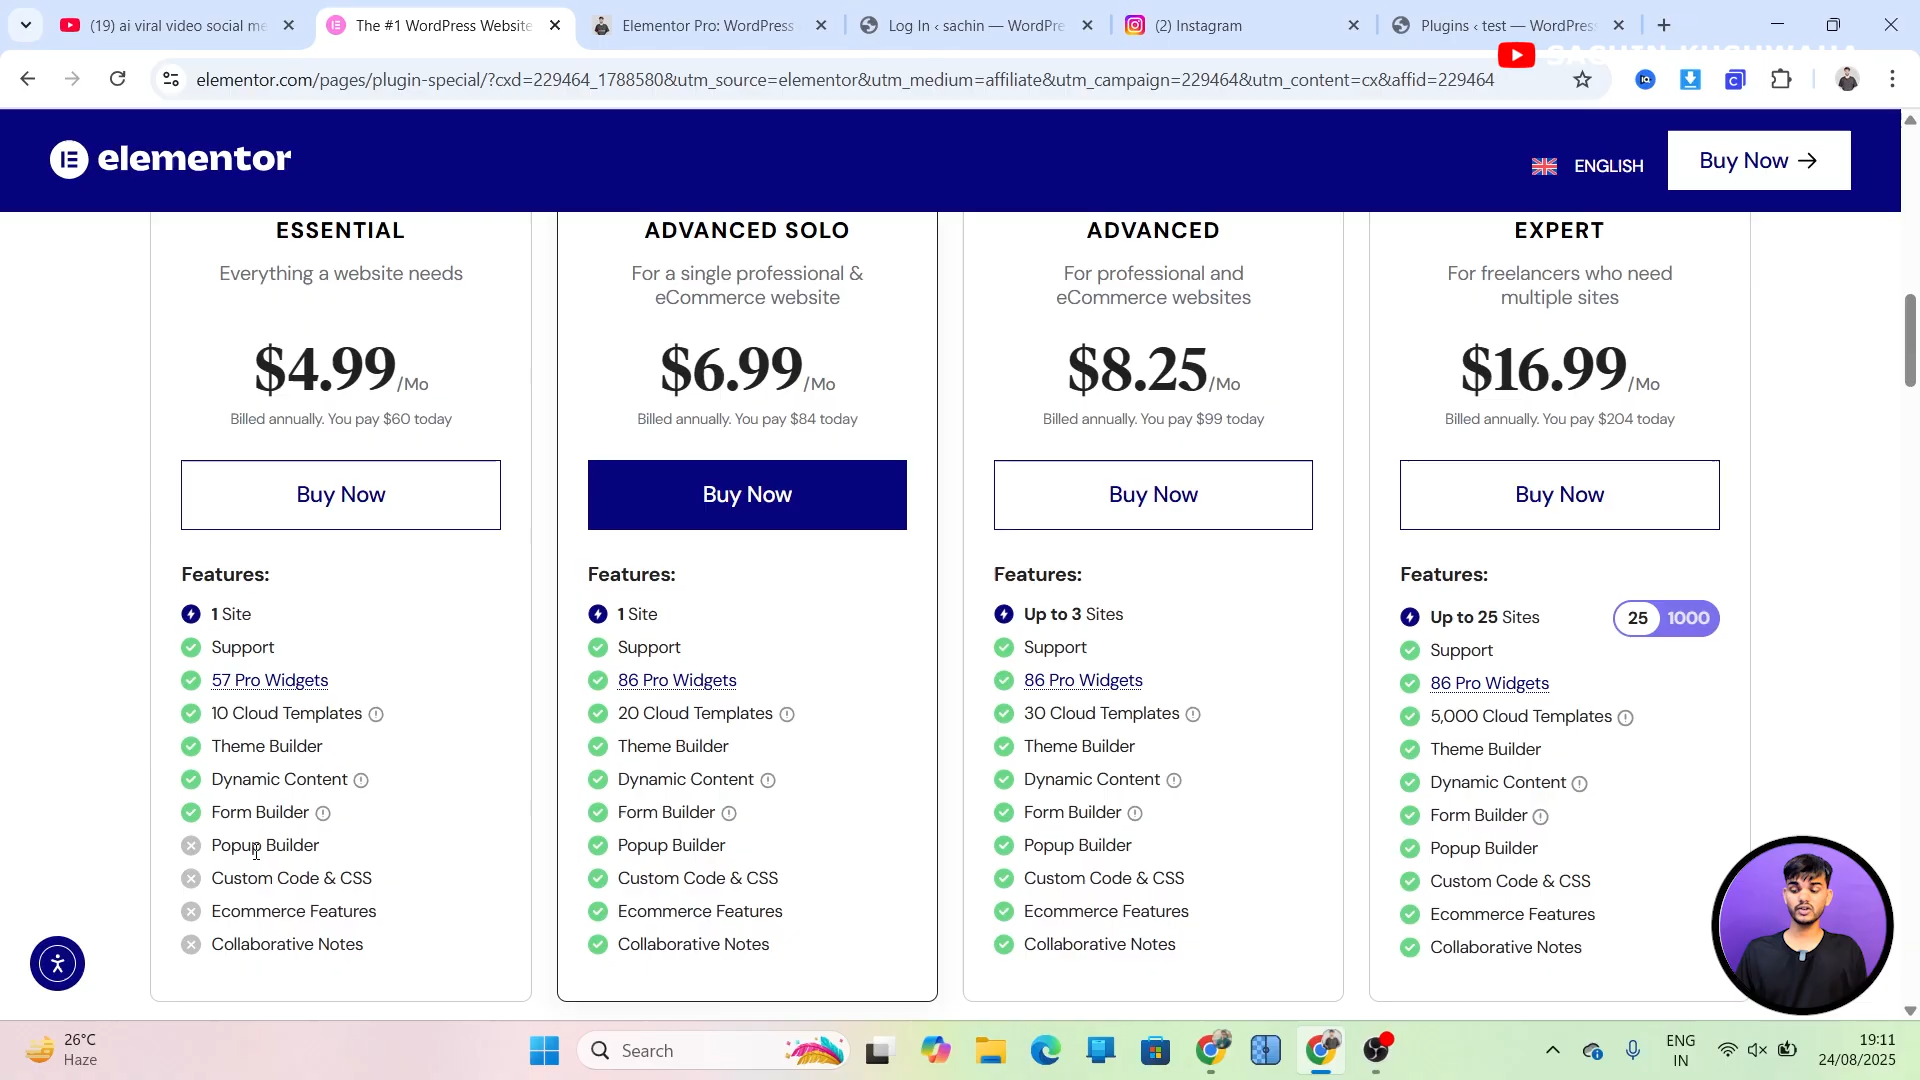 (19) ai viral video social me
The #1 WordPress Website
Elementor Pro: WordPress
Log In ‹ sachin — WordPre
(2) Instagram
Plugins ‹ test — WordPres
elementor.com/pages/plugin-special/?cxd=229464_1788580&utm_source=elementor&utm_medium=affiliate&utm_campaign=229464&utm_content=cx&affid=229464
SACHIN KUSHWAHA
elementor
ENGLISH
Buy Now →
ESSENTIAL
Everything a website needs
$4.99/Mo
Billed annually. You pay $60 today
Buy Now
Features:
1 Site
Support
57 Pro Widgets
10 Cloud Templates
Theme Builder
Dynamic Content
Form Builder
Popup Builder
Custom Code & CSS
Ecommerce Features
Collaborative Notes
ADVANCED SOLO
For a single professional &
eCommerce website
$6.99/Mo
Billed annually. You pay $84 today
Buy Now
Features:
1 Site
Support
86 Pro Widgets
20 Cloud Templates
Theme Builder
Dynamic Content
Form Builder
Popup Builder
Custom Code & CSS
Ecommerce Features
Collaborative Notes
ADVANCED
For professional and
eCommerce websites
$8.25/Mo
Billed annually. You pay $99 today
Buy Now
Features:
Up to 3 Sites
Support
86 Pro Widgets
30 Cloud Templates
Theme Builder
Dynamic Content
Form Builder
Popup Builder
Custom Code & CSS
Ecommerce Features
Collaborative Notes
EXPERT
For freelancers who need
multiple sites
$16.99/Mo
Billed annually. You pay $204 today
Buy Now
Features:
Up to 25 Sites
25 1000
Support
86 Pro Widgets
5,000 Cloud Templates
Theme Builder
Dynamic Content
Form Builder
Popup Builder
Custom Code & CSS
Ecommerce Features
Collaborative Notes
26°C
Haze
Search
ENG
IN
19:11
24/08/2025